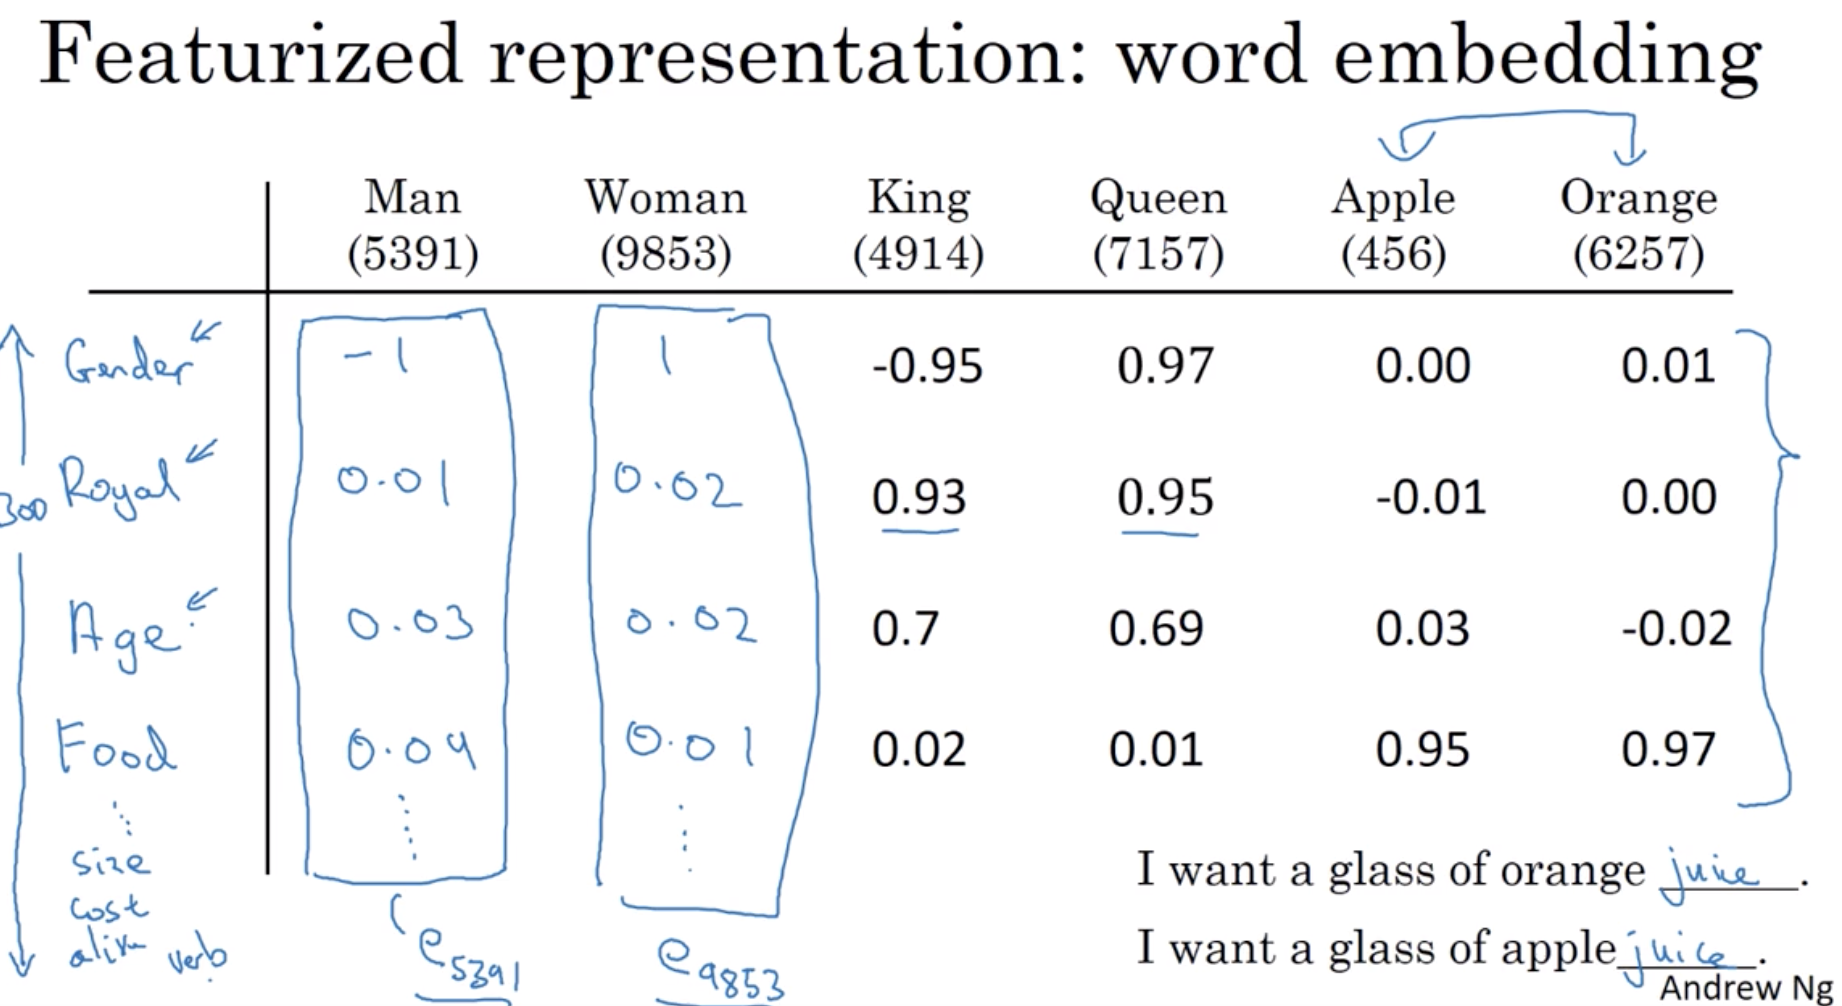 Featurized representation: word embedding
Man Woman King Queen Apple Orange
(5391) (9853) (4914) (7157) (456) (6257)
Gender -1 1 -0.95 0.97 0.00 0.01
300 Royal 0.01 0.02 0.93 0.95 -0.01 0.00
Age 0.03 0.02 0.7 0.69 0.03 -0.02
Food 0.04 0.01 0.02 0.01 0.95 0.97
size
cost
alive verb
e5391 e9853
I want a glass of orange juice.
I want a glass of apple juice.
Andrew Ng